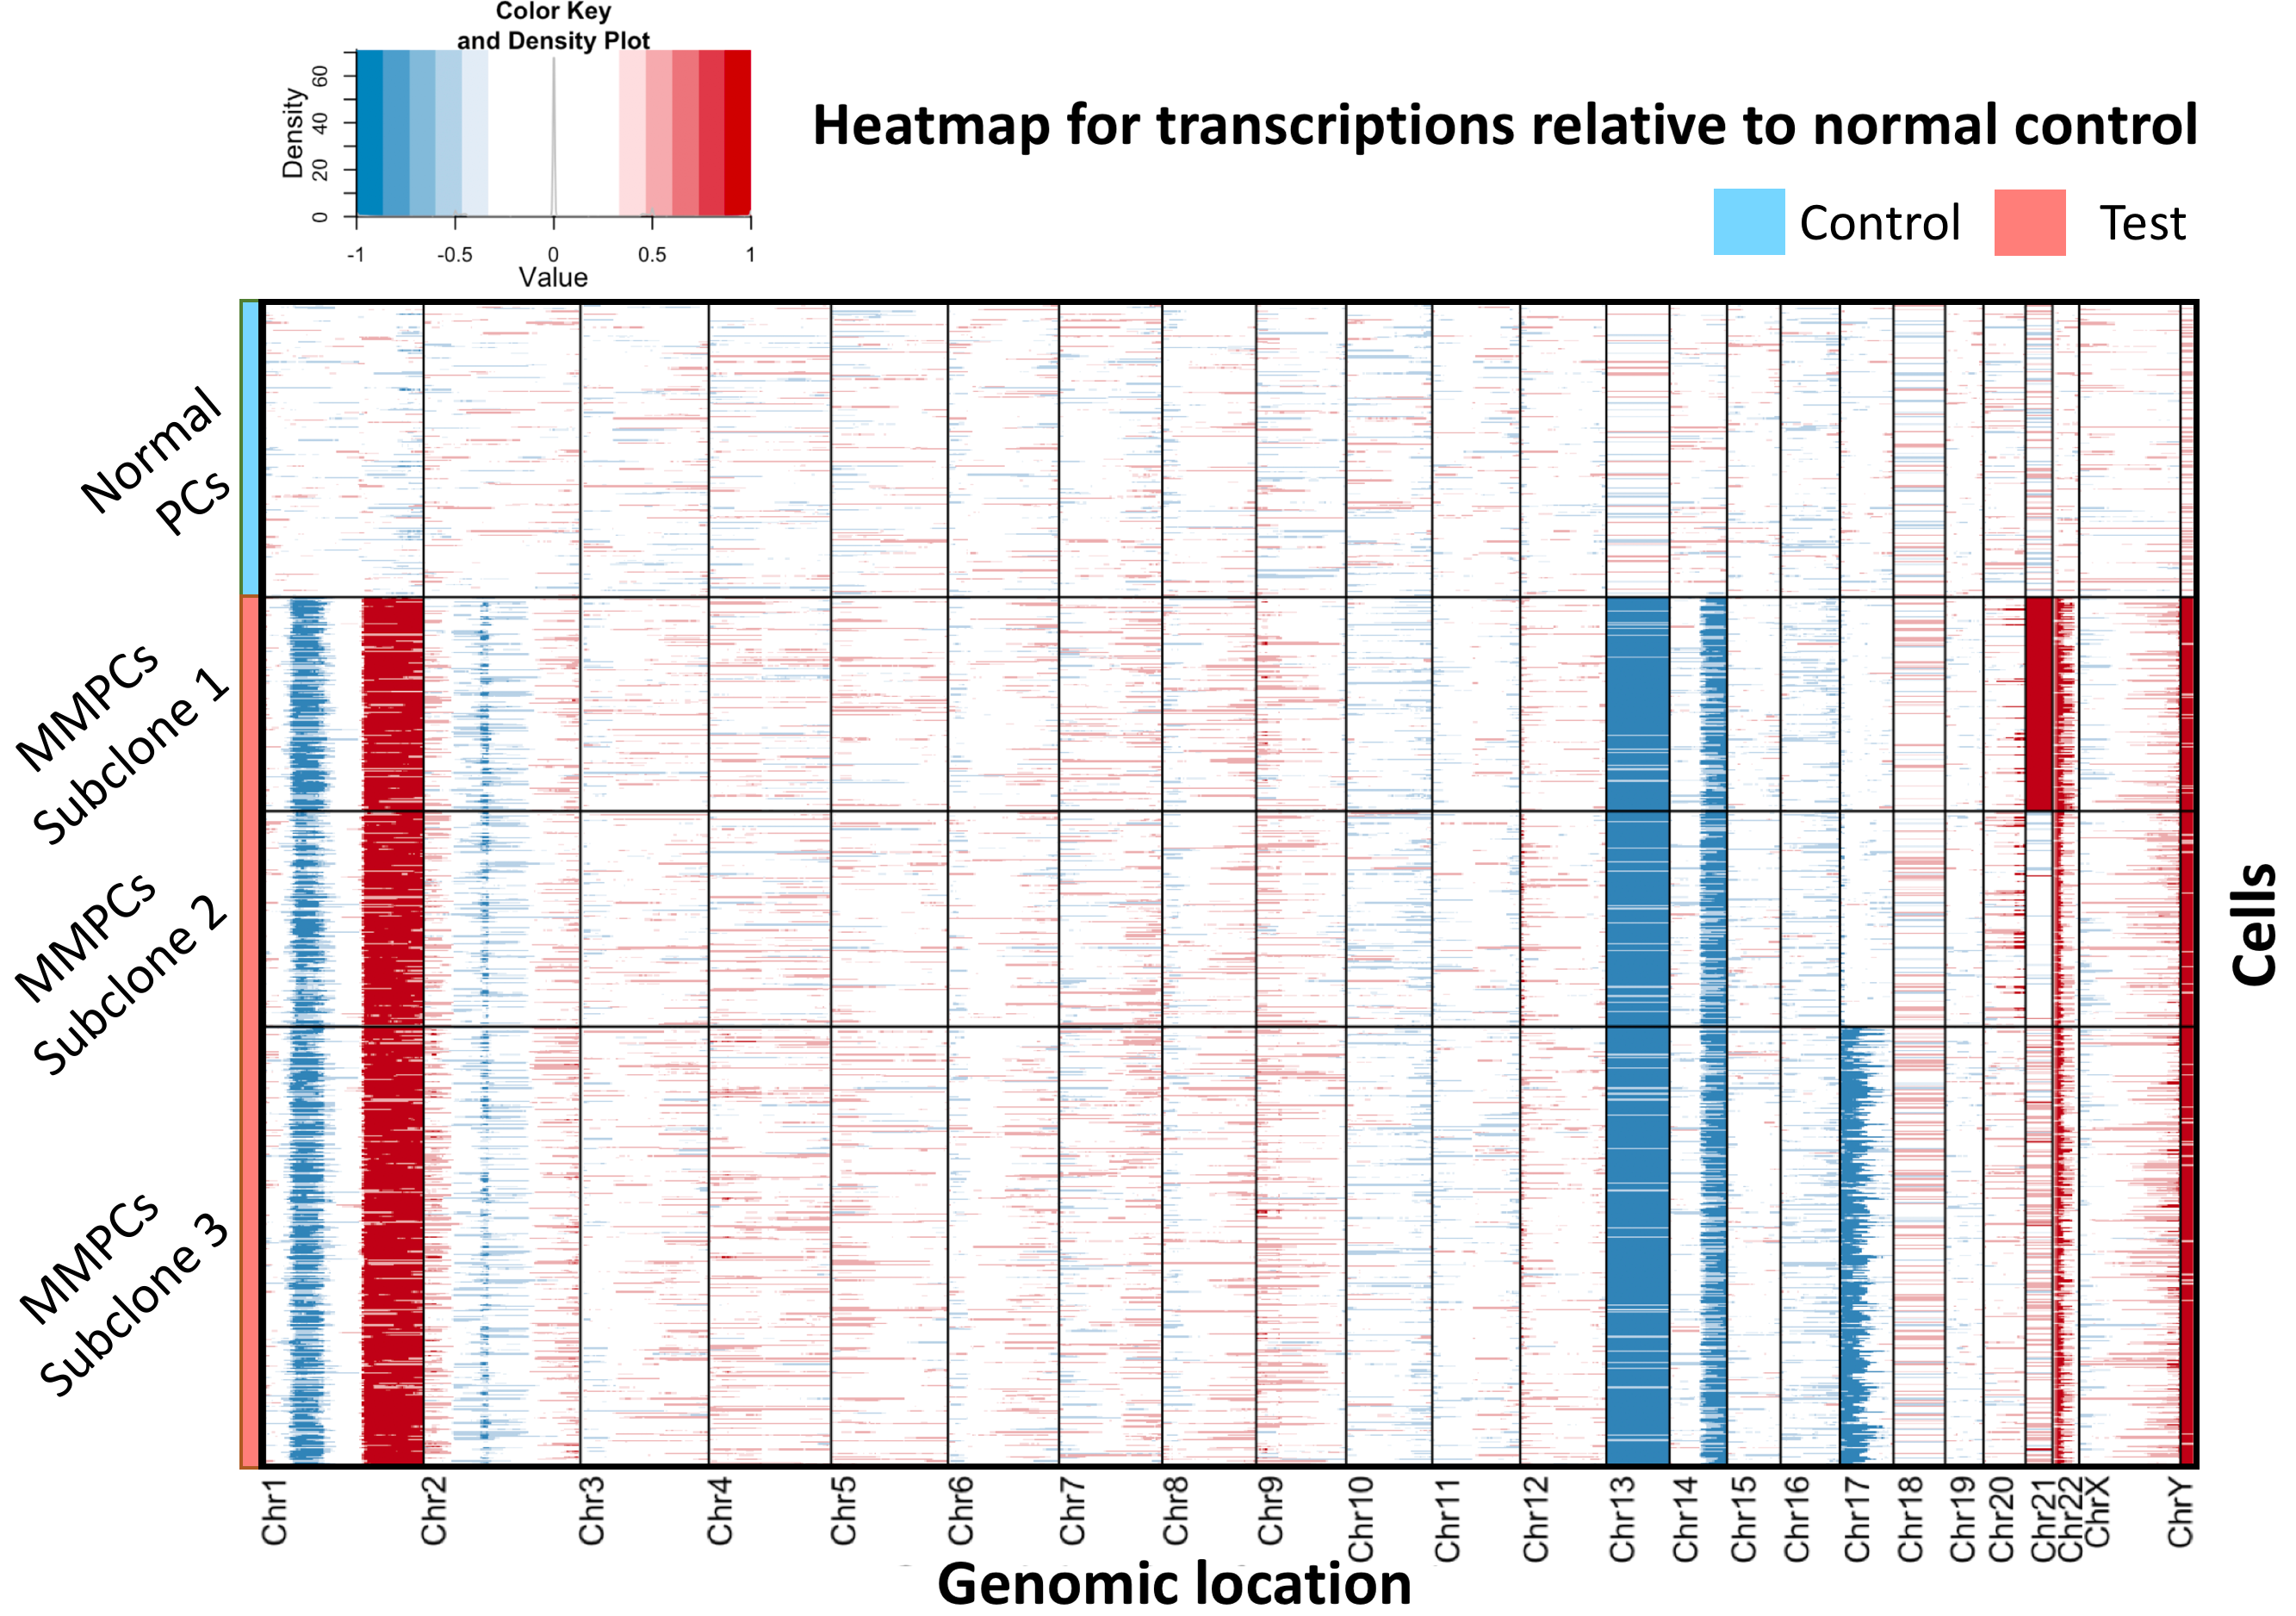 Color Key
and Density Plot
Density
0 20 40 60
-1 -0.5 0 0.5 1
Value
Heatmap for transcriptions relative to normal control
Control Test
Normal
PCs
MMPCs
Subclone 1
MMPCs
Subclone 2
MMPCs
Subclone 3
Cells
Chr1 Chr2 Chr3 Chr4 Chr5 Chr6 Chr7 Chr8 Chr9 Chr10 Chr11 Chr12 Chr13 Chr14 Chr15 Chr16 Chr17 Chr18 Chr19 Chr20 Chr21 Chr22 ChrX ChrY
Genomic location